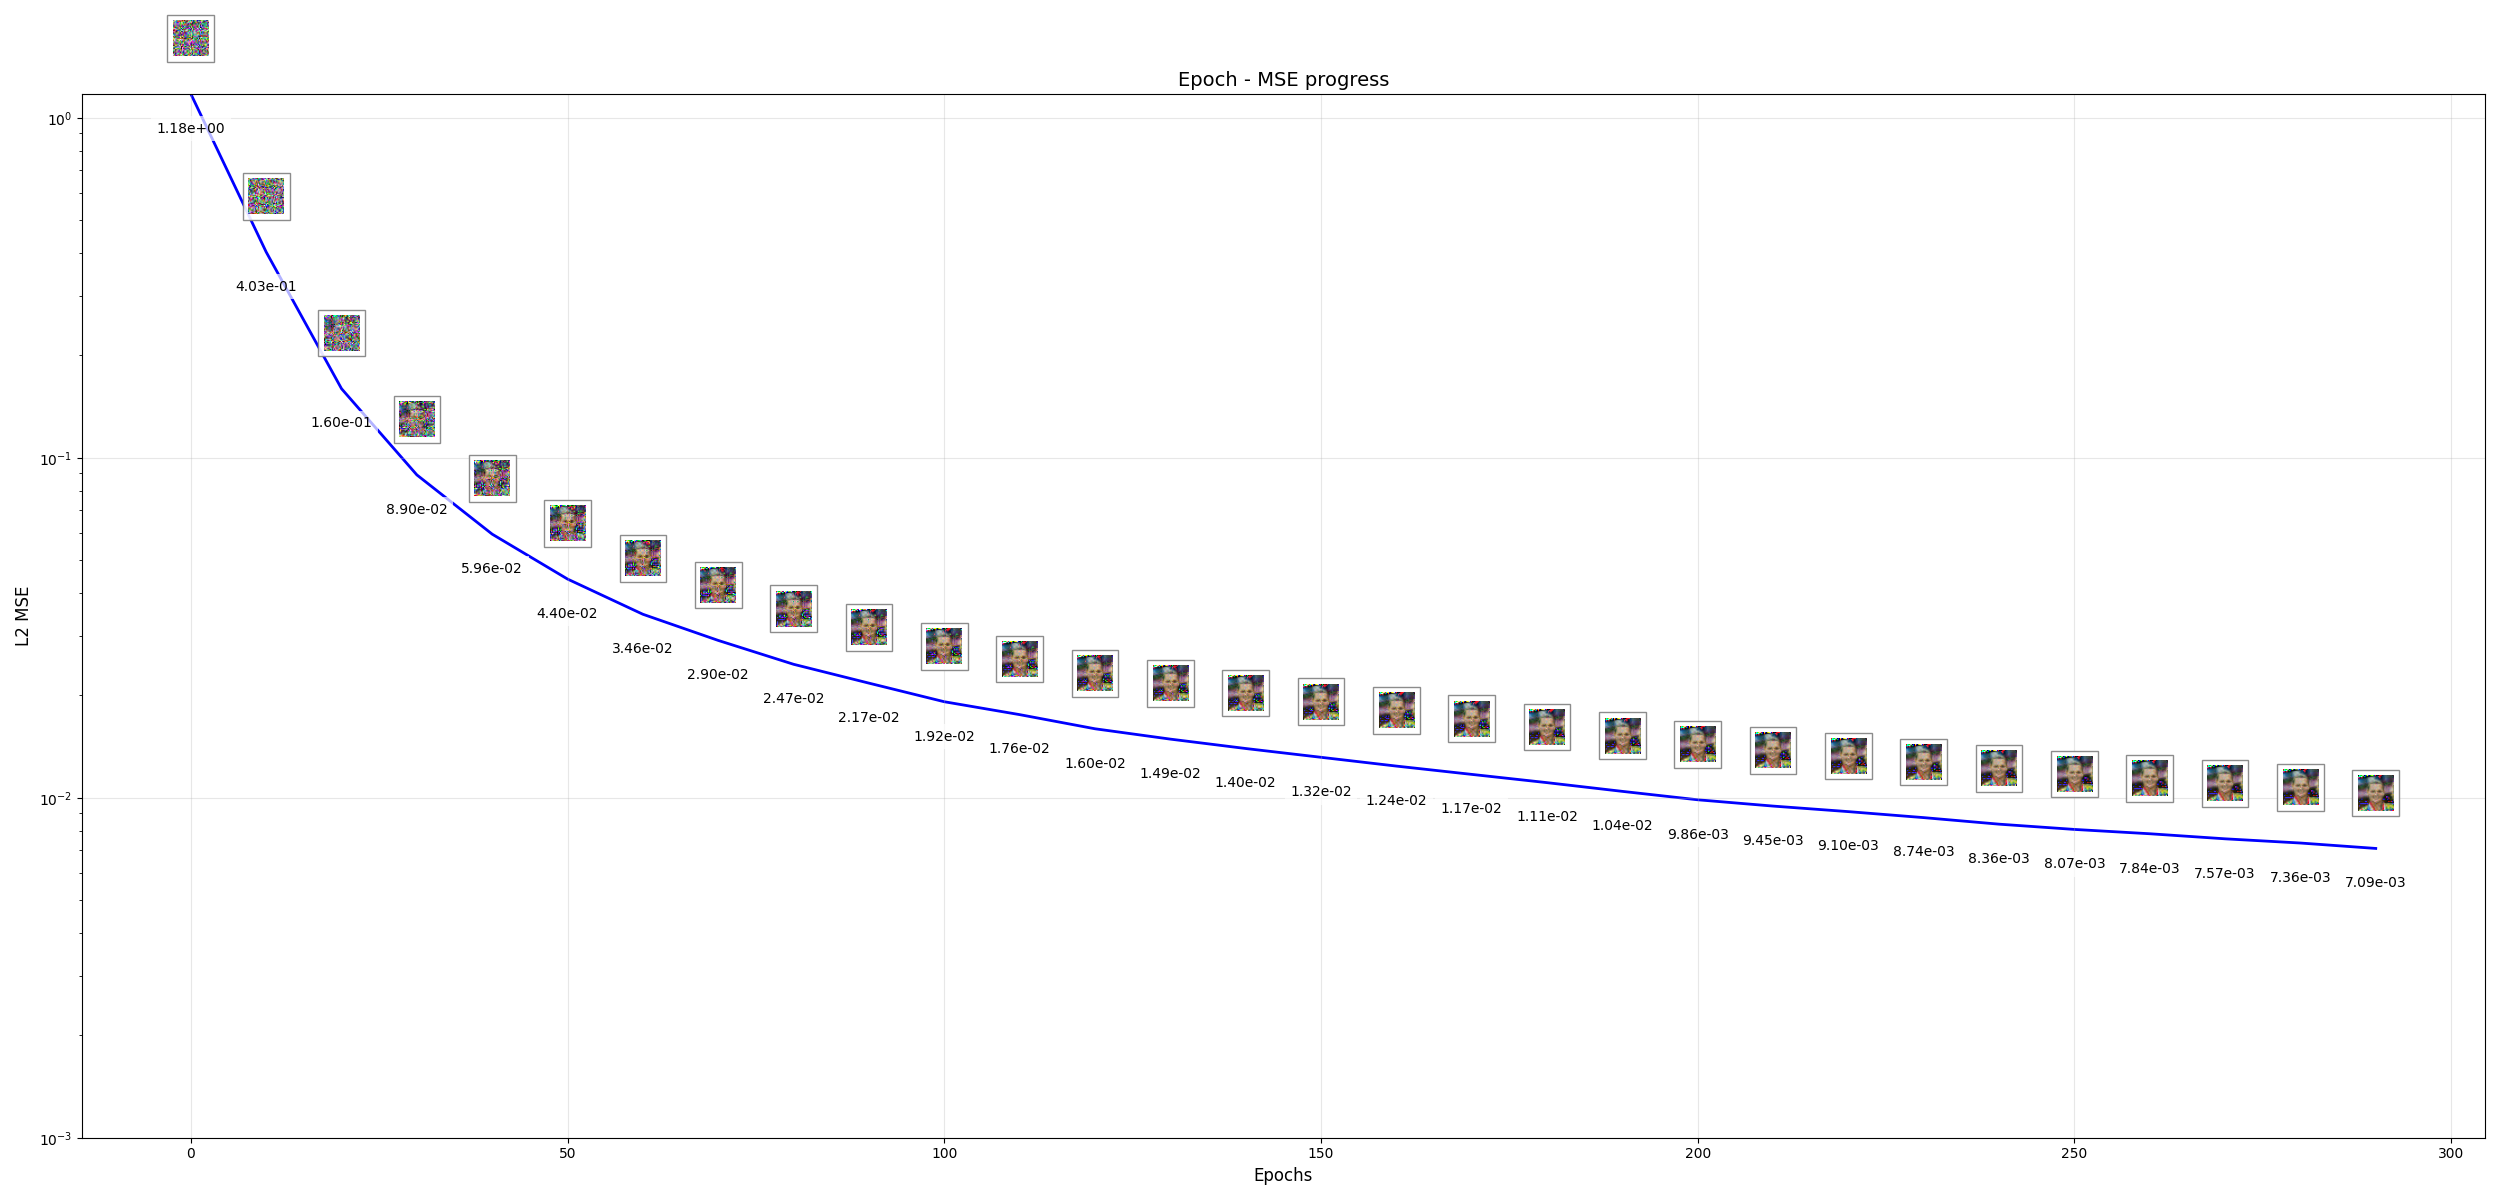 Epoch - MSE progress
10⁰
10⁻¹
10⁻²
10⁻³
L2 MSE
1.18e+00
4.03e-01
1.60e-01
8.90e-02
5.96e-02
4.40e-02
3.46e-02
2.90e-02
2.47e-02
2.17e-02
1.92e-02
1.76e-02
1.60e-02
1.49e-02
1.40e-02
1.32e-02
1.24e-02
1.17e-02
1.11e-02
1.04e-02
9.86e-03
9.45e-03
9.10e-03
8.74e-03
8.36e-03
8.07e-03
7.84e-03
7.57e-03
7.36e-03
7.09e-03
0 50 100 150 200 250 300
Epochs